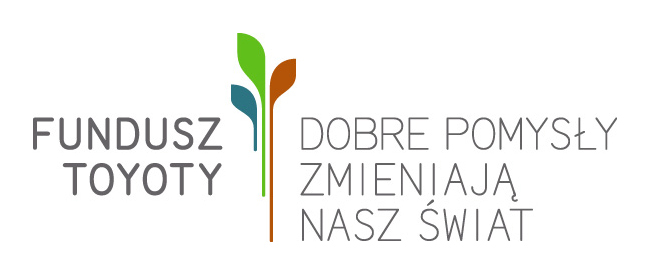 FUNDUSZ
TOYOTY
DOBRE POMYSŁY
ZMIENIAJĄ
NASZ ŚWIAT